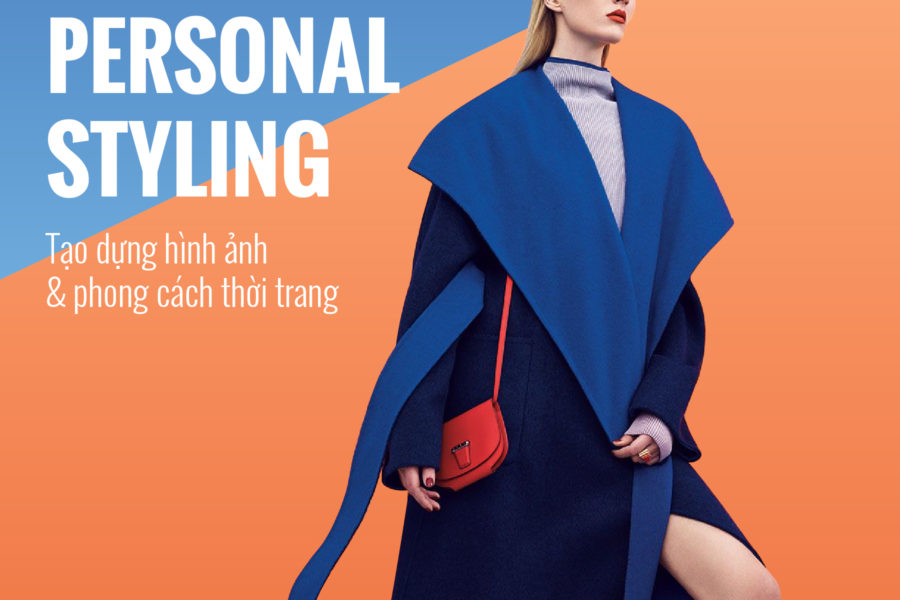 PERSONAL
STYLING
Tạo dựng hình ảnh
& phong cách thời trang